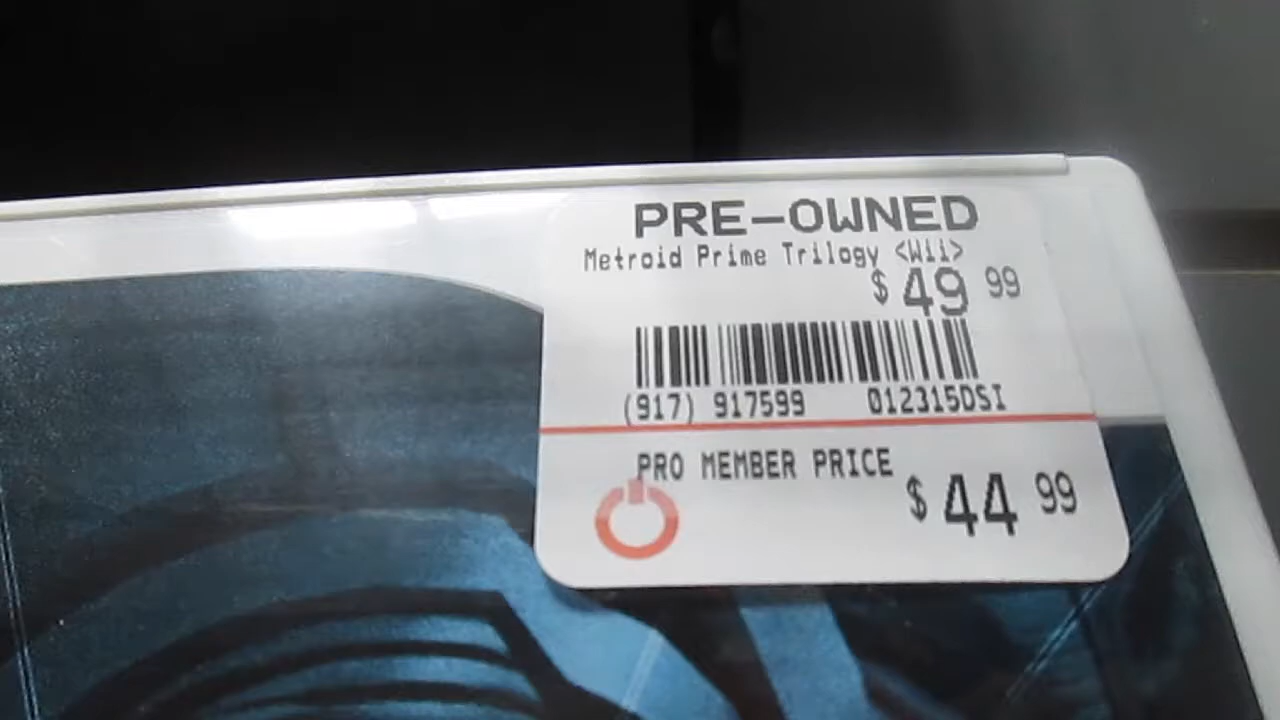 PRE-OWNED
Metroid Prime Trilogy <Wii>
$ 49 99
(917) 917599 012315DSI
PRO MEMBER PRICE
$ 44 99